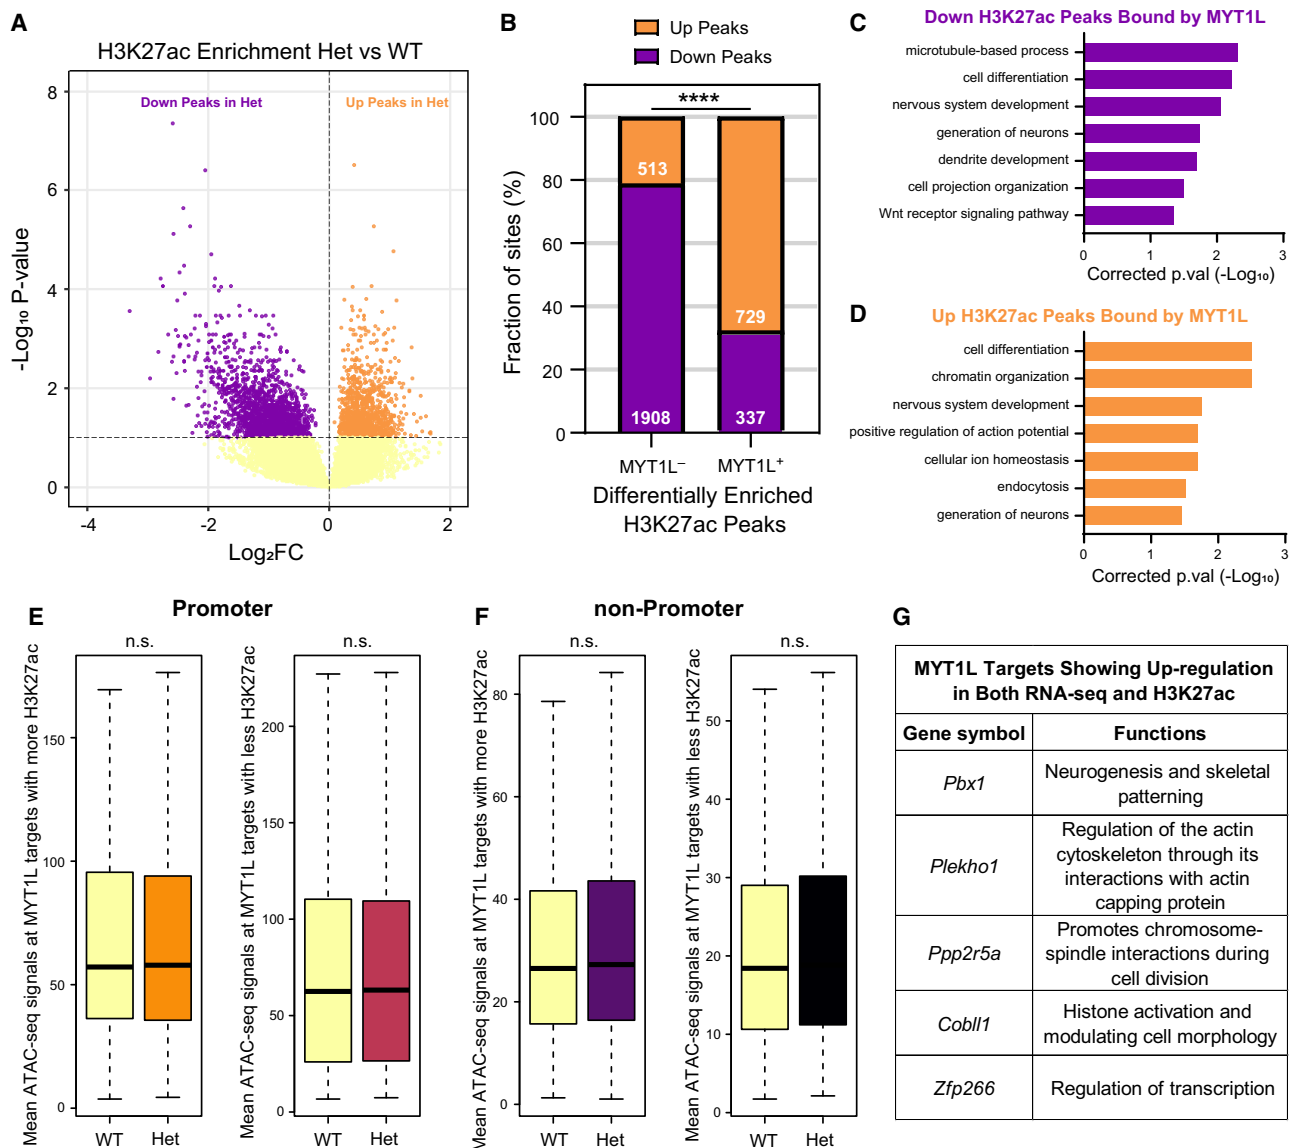 A
H3K27ac Enrichment Het vs WT
Down Peaks in Het
Up Peaks in Het
-Log₁₀ P-value
8
6
4
2
0
-4
-2
0
2
Log₂FC
B
Up Peaks
Down Peaks
****
Fraction of sites (%)
100
80
60
40
20
0
513
1908
729
337
MYT1L⁻
MYT1L⁺
Differentially Enriched
H3K27ac Peaks
C
Down H3K27ac Peaks Bound by MYT1L
microtubule-based process
cell differentiation
nervous system development
generation of neurons
dendrite development
cell projection organization
Wnt receptor signaling pathway
0
1
2
3
Corrected p.val (-Log₁₀)
D
Up H3K27ac Peaks Bound by MYT1L
cell differentiation
chromatin organization
nervous system development
positive regulation of action potential
cellular ion homeostasis
endocytosis
generation of neurons
0
1
2
3
Corrected p.val (-Log₁₀)
E
Promoter
n.s.
Mean ATAC-seq signals at MYT1L targets with more H3K27ac
150
100
50
0
WT
Het
n.s.
Mean ATAC-seq signals at MYT1L targets with less H3K27ac
200
150
100
50
0
WT
Het
F
non-Promoter
n.s.
Mean ATAC-seq signals at MYT1L targets with more H3K27ac
80
60
40
20
0
WT
Het
n.s.
Mean ATAC-seq signals at MYT1L targets with less H3K27ac
50
40
30
20
10
0
WT
Het
G
MYT1L Targets Showing Up-regulation
in Both RNA-seq and H3K27ac
Gene symbol
Functions
Pbx1
Neurogenesis and skeletal
patterning
Plekho1
Regulation of the actin
cytoskeleton through its
interactions with actin
capping protein
Ppp2r5a
Promotes chromosome-
spindle interactions during
cell division
Cobll1
Histone activation and
modulating cell morphology
Zfp266
Regulation of transcription